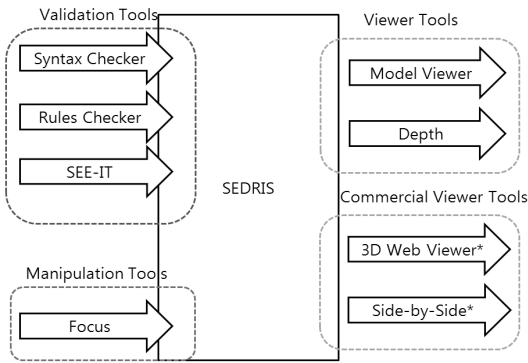 Validation Tools
Syntax Checker
Rules Checker
SEE-IT
Manipulation Tools
Focus
SEDRIS
Viewer Tools
Model Viewer
Depth
Commercial Viewer Tools
3D Web Viewer*
Side-by-Side*